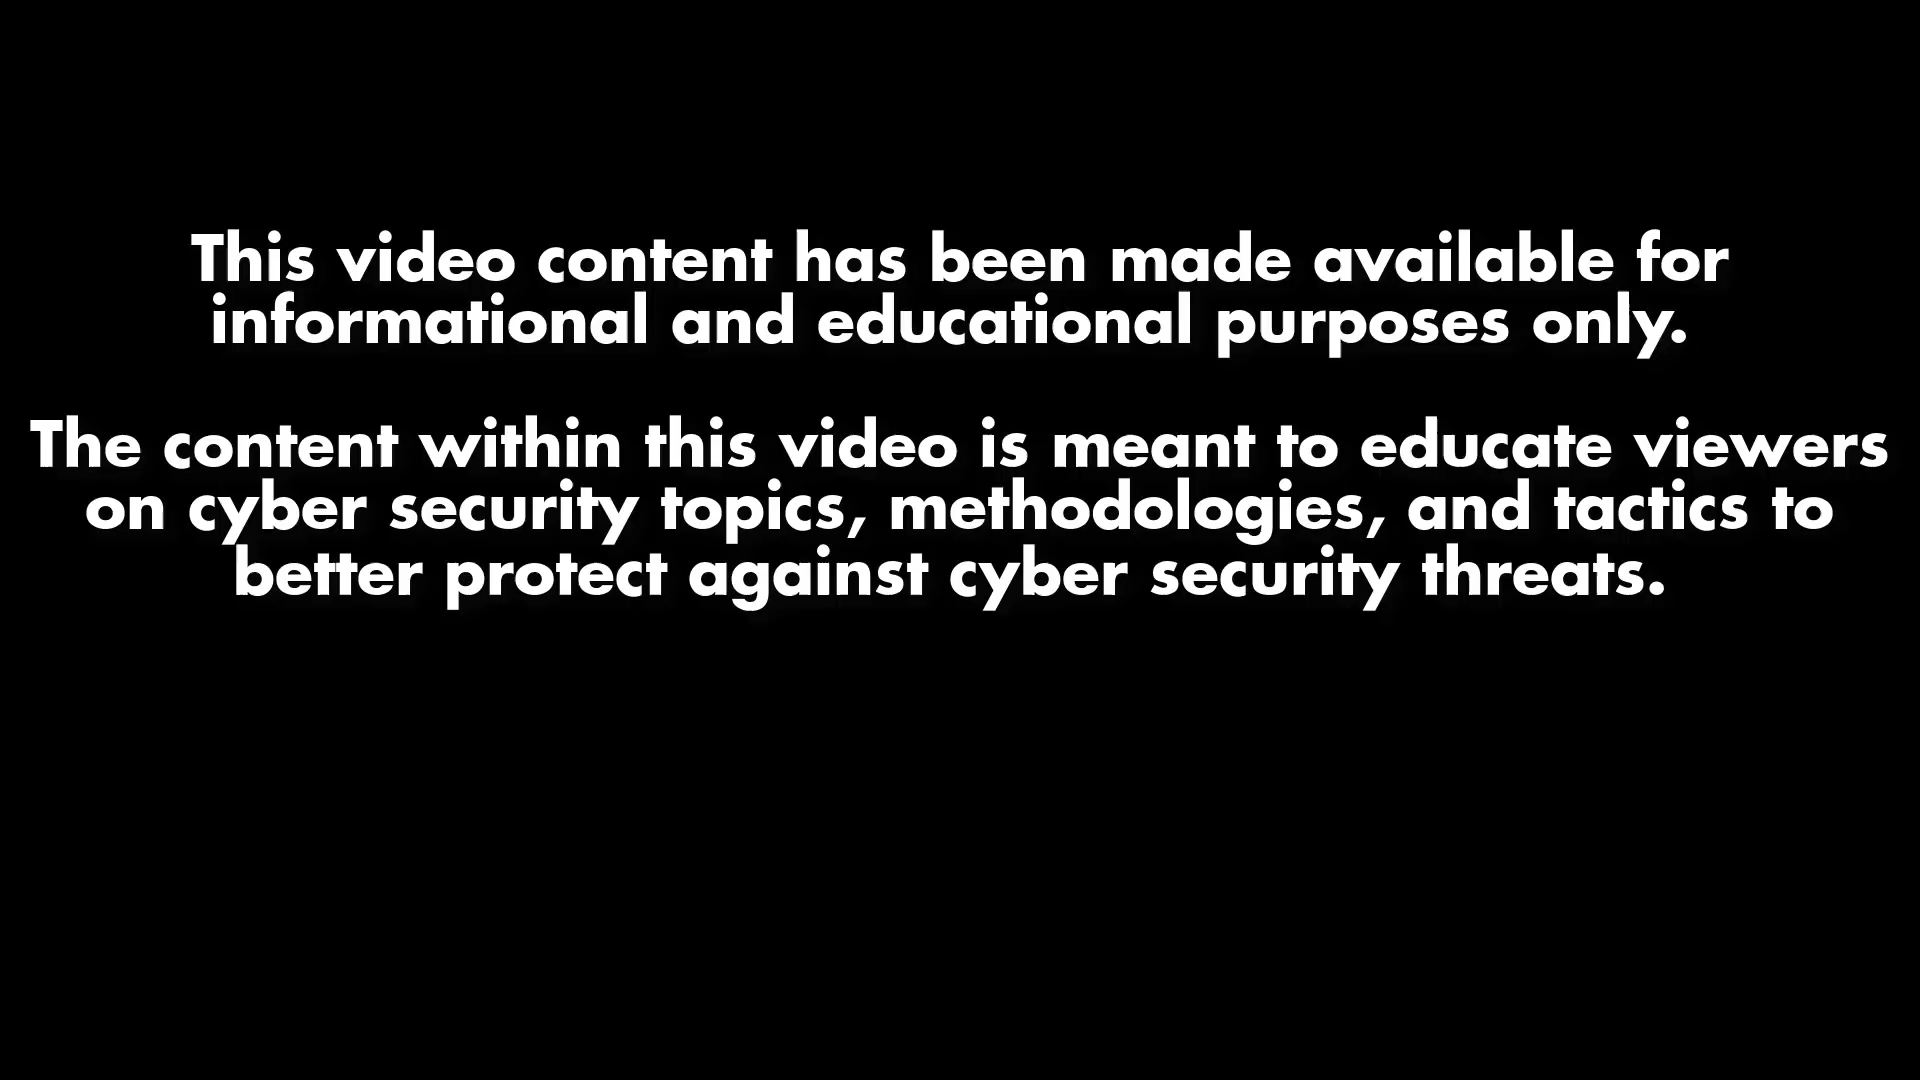 This video content has been made available for
informational and educational purposes only.
The content within this video is meant to educate viewers
on cyber security topics, methodologies, and tactics to
better protect against cyber security threats.